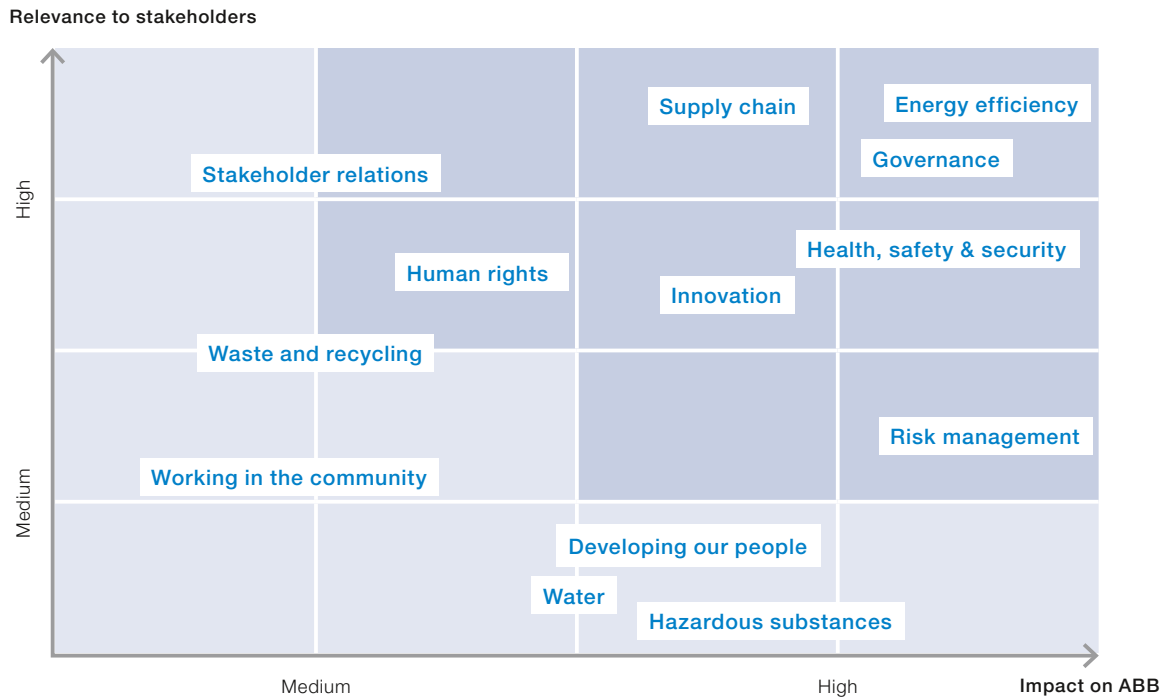 Relevance to stakeholders
Supply chain
Energy efficiency
Governance
Stakeholder relations
High
Health, safety & security
Human rights
Innovation
Waste and recycling
Risk management
Working in the community
Medium
Developing our people
Water
Hazardous substances
Medium
High
Impact on ABB